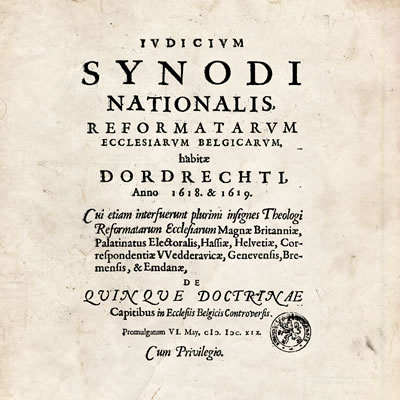 IVDICIVM
SYNODI
NATIONALIS,
REFORMATARVM
ECCLESIARVM BELGICARVM,
habitæ
DORDRECHTI,
Anno 1618. & 1619.
Cui etiam interfuerunt plurimi insignes Theologi
Reformatarum Ecclesiarum Magnæ Britanniæ,
Palatinatus Electoralis, Hassiæ, Helvetiæ, Cor-
respondentiæ VVedderavicæ, Genevensis, Bre-
mensis, & Emdanæ,
DE
QUINQUE DOCTRINÆ
Capitibus in Ecclesiis Belgicis Controversis.
Promulgatum VI. May, cIↄ. Iↄc. XIX.
Cum Privilegio.